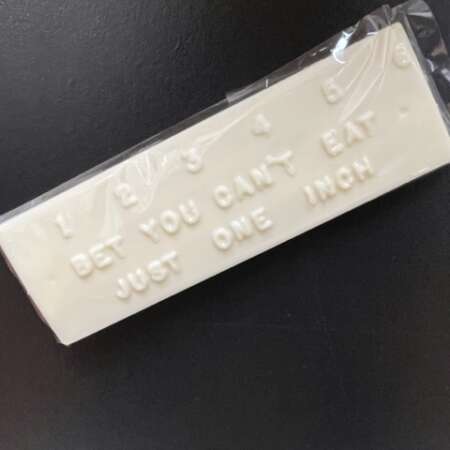 1 2 3 4 5 6
BET YOU CAN'T EAT
JUST ONE INCH